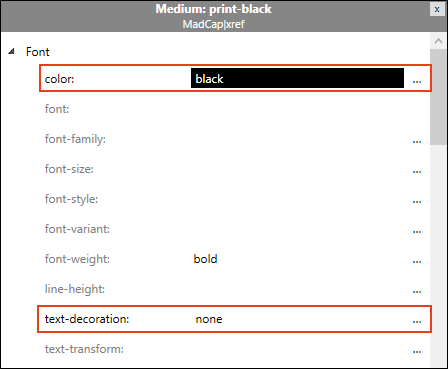 Medium: print-black
x
MadCap|xref
Font
color: black ...
font:
font-family: ...
font-size: ...
font-style: ...
font-variant: ...
font-weight: bold ...
line-height: ...
text-decoration: none ...
text-transform: ...